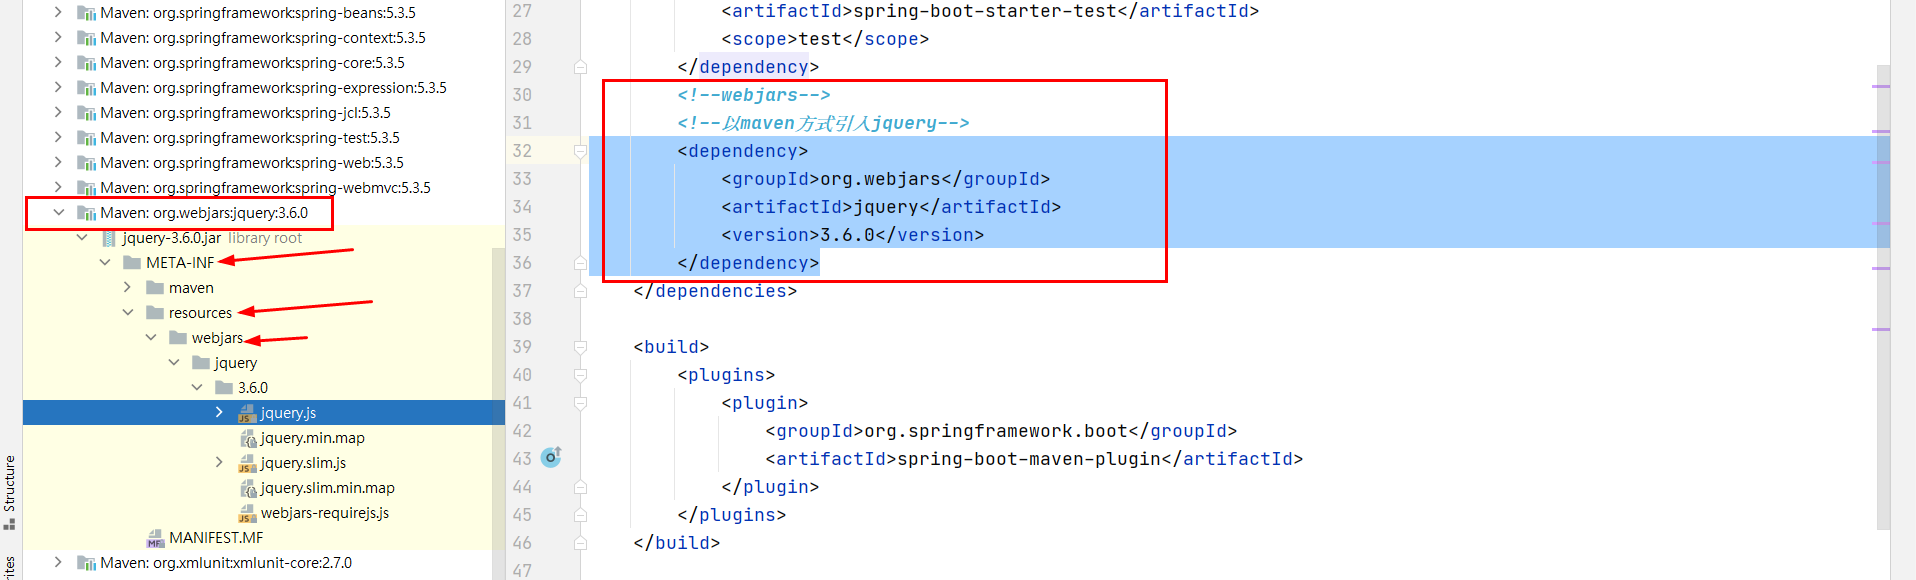 Maven: org.springframework:spring-beans:5.3.5
Maven: org.springframework:spring-context:5.3.5
Maven: org.springframework:spring-core:5.3.5
Maven: org.springframework:spring-expression:5.3.5
Maven: org.springframework:spring-jcl:5.3.5
Maven: org.springframework:spring-test:5.3.5
Maven: org.springframework:spring-web:5.3.5
Maven: org.springframework:spring-webmvc:5.3.5
Maven: org.webjars:jquery:3.6.0
jquery-3.6.0.jar library root
META-INF
maven
resources
webjars
jquery
3.6.0
jquery.js
jquery.min.map
jquery.slim.js
jquery.slim.min.map
webjars-requirejs.js
MANIFEST.MF
Maven: org.xmlunit:xmlunit-core:2.7.0
Structure
27 <artifactId>spring-boot-starter-test</artifactId>
28 <scope>test</scope>
29 </dependency>
30 <!--webjars-->
31 <!--以maven方式引入jquery-->
32 <dependency>
33 <groupId>org.webjars</groupId>
34 <artifactId>jquery</artifactId>
35 <version>3.6.0</version>
36 </dependency>
37 </dependencies>
38
39 <build>
40 <plugins>
41 <plugin>
42 <groupId>org.springframework.boot</groupId>
43 <artifactId>spring-boot-maven-plugin</artifactId>
44 </plugin>
45 </plugins>
46 </build>
47